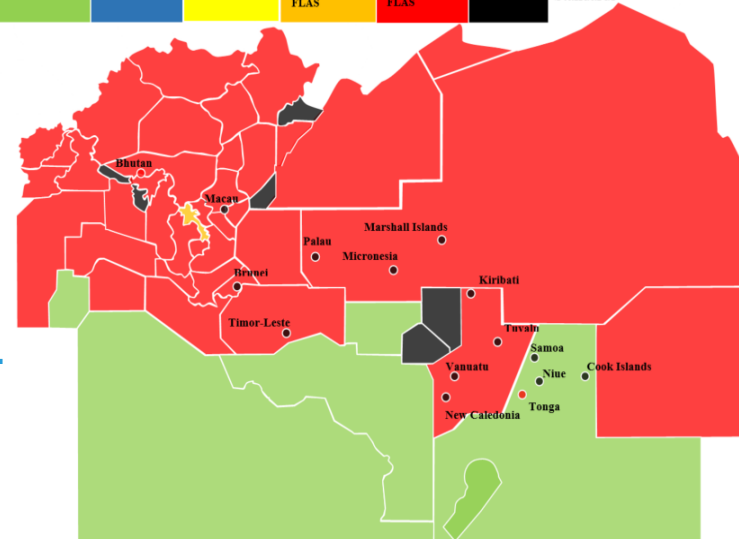 FLAS
FLAS
Bhutan
Macau
Marshall Islands
Palau
Micronesia
Brunei
Kiribati
Timor-Leste
Tuvalu
Samoa
Vanuatu
Niue
Cook Islands
New Caledonia
Tonga